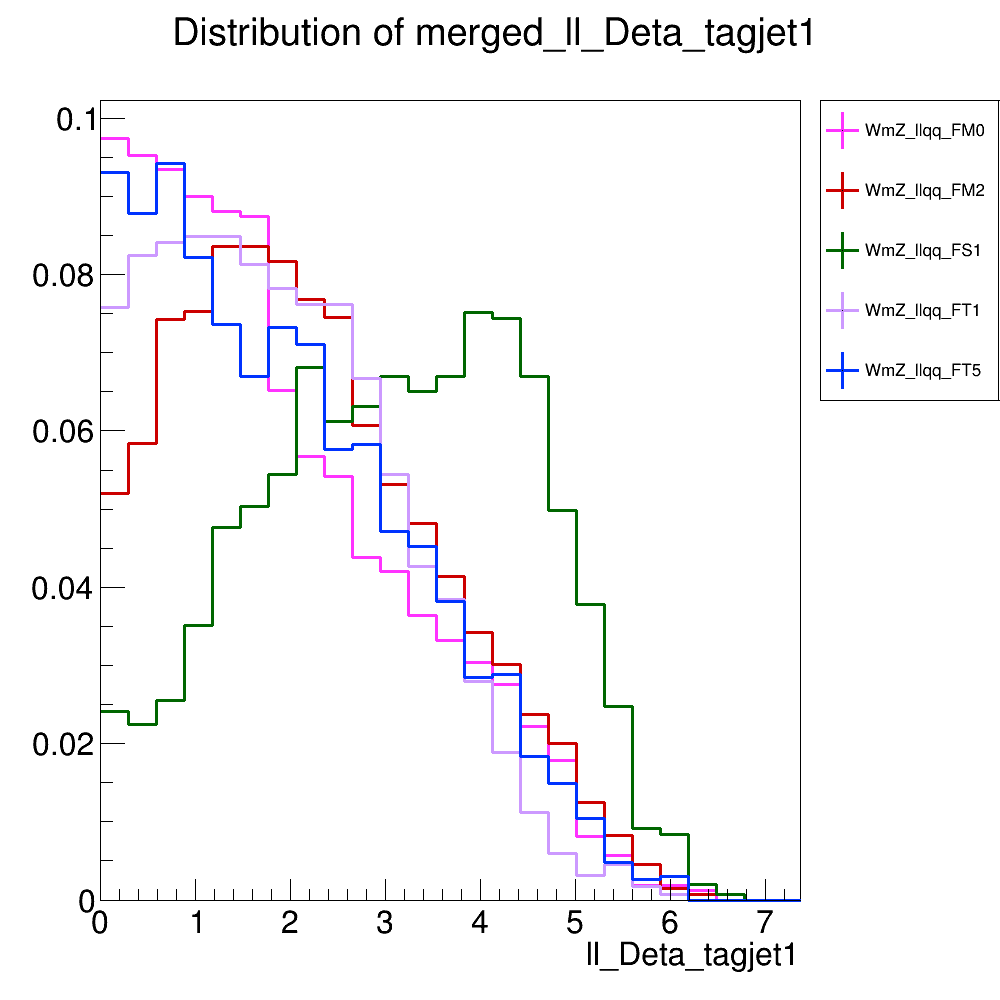 Distribution of merged_ll_Deta_tagjet1
0.1
0.08
0.06
0.04
0.02
0
0 1 2 3 4 5 6 7
ll_Deta_tagjet1
WmZ_llqq_FM0
WmZ_llqq_FM2
WmZ_llqq_FS1
WmZ_llqq_FT1
WmZ_llqq_FT5